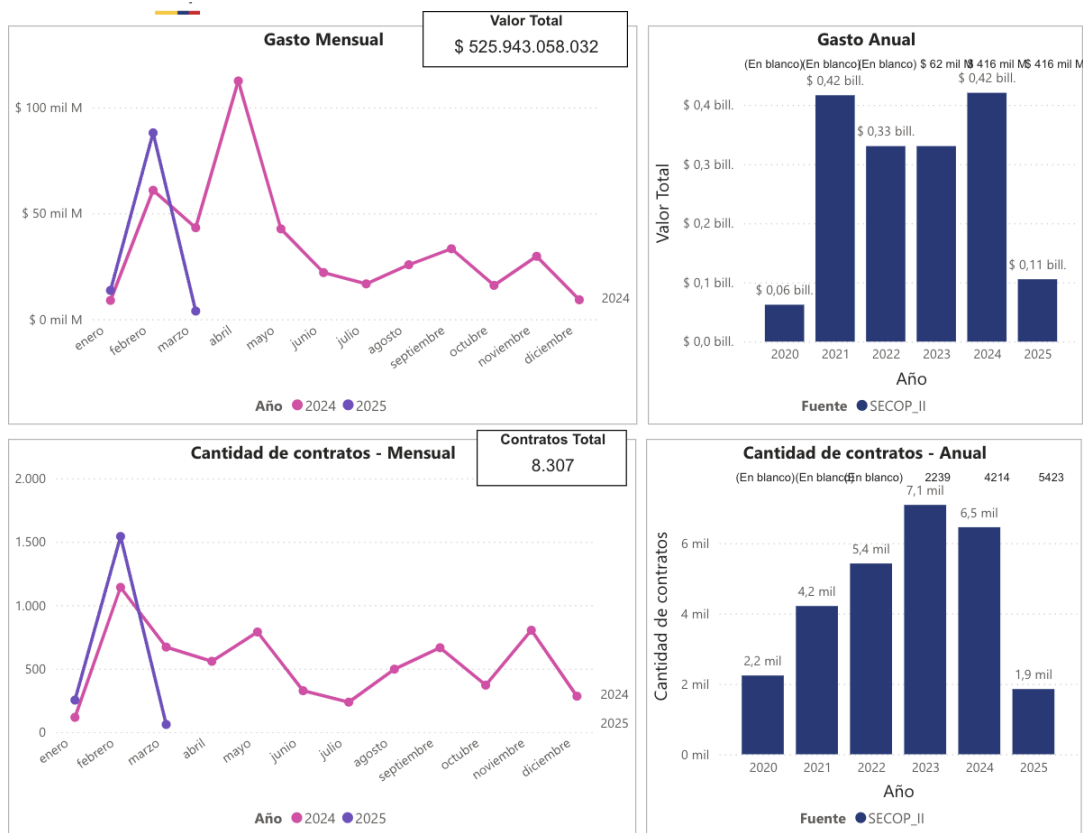 Gasto Mensual
Valor Total
$ 525.943.058.032
$ 100 mil M
$ 50 mil M
$ 0 mil M
2024
enero
febrero
marzo
abril
mayo
junio
julio
agosto
septiembre
octubre
noviembre
diciembre
Año 2024 2025
Gasto Anual
(En blanco) (En blanco) (En blanco) $ 62 mil M $ 416 mil M $ 416 mil M
$ 0,4 bill.
$ 0,3 bill.
$ 0,2 bill.
$ 0,1 bill.
$ 0,0 bill.
Valor Total
$ 0,06 bill.
$ 0,42 bill.
$ 0,33 bill.
$ 0,42 bill.
$ 0,11 bill.
2020 2021 2022 2023 2024 2025
Año
Fuente SECOP_II
Cantidad de contratos - Mensual
Contratos Total
8.307
2.000
1.500
1.000
500
0
2024
2025
enero
febrero
marzo
abril
mayo
junio
julio
agosto
septiembre
octubre
noviembre
diciembre
Año 2024 2025
Cantidad de contratos - Anual
(En blanco) (En blanco) (En blanco) 2239 4214 5423
6 mil
4 mil
2 mil
0 mil
Cantidad de contratos
2,2 mil
4,2 mil
5,4 mil
7,1 mil
6,5 mil
1,9 mil
2020 2021 2022 2023 2024 2025
Año
Fuente SECOP_II